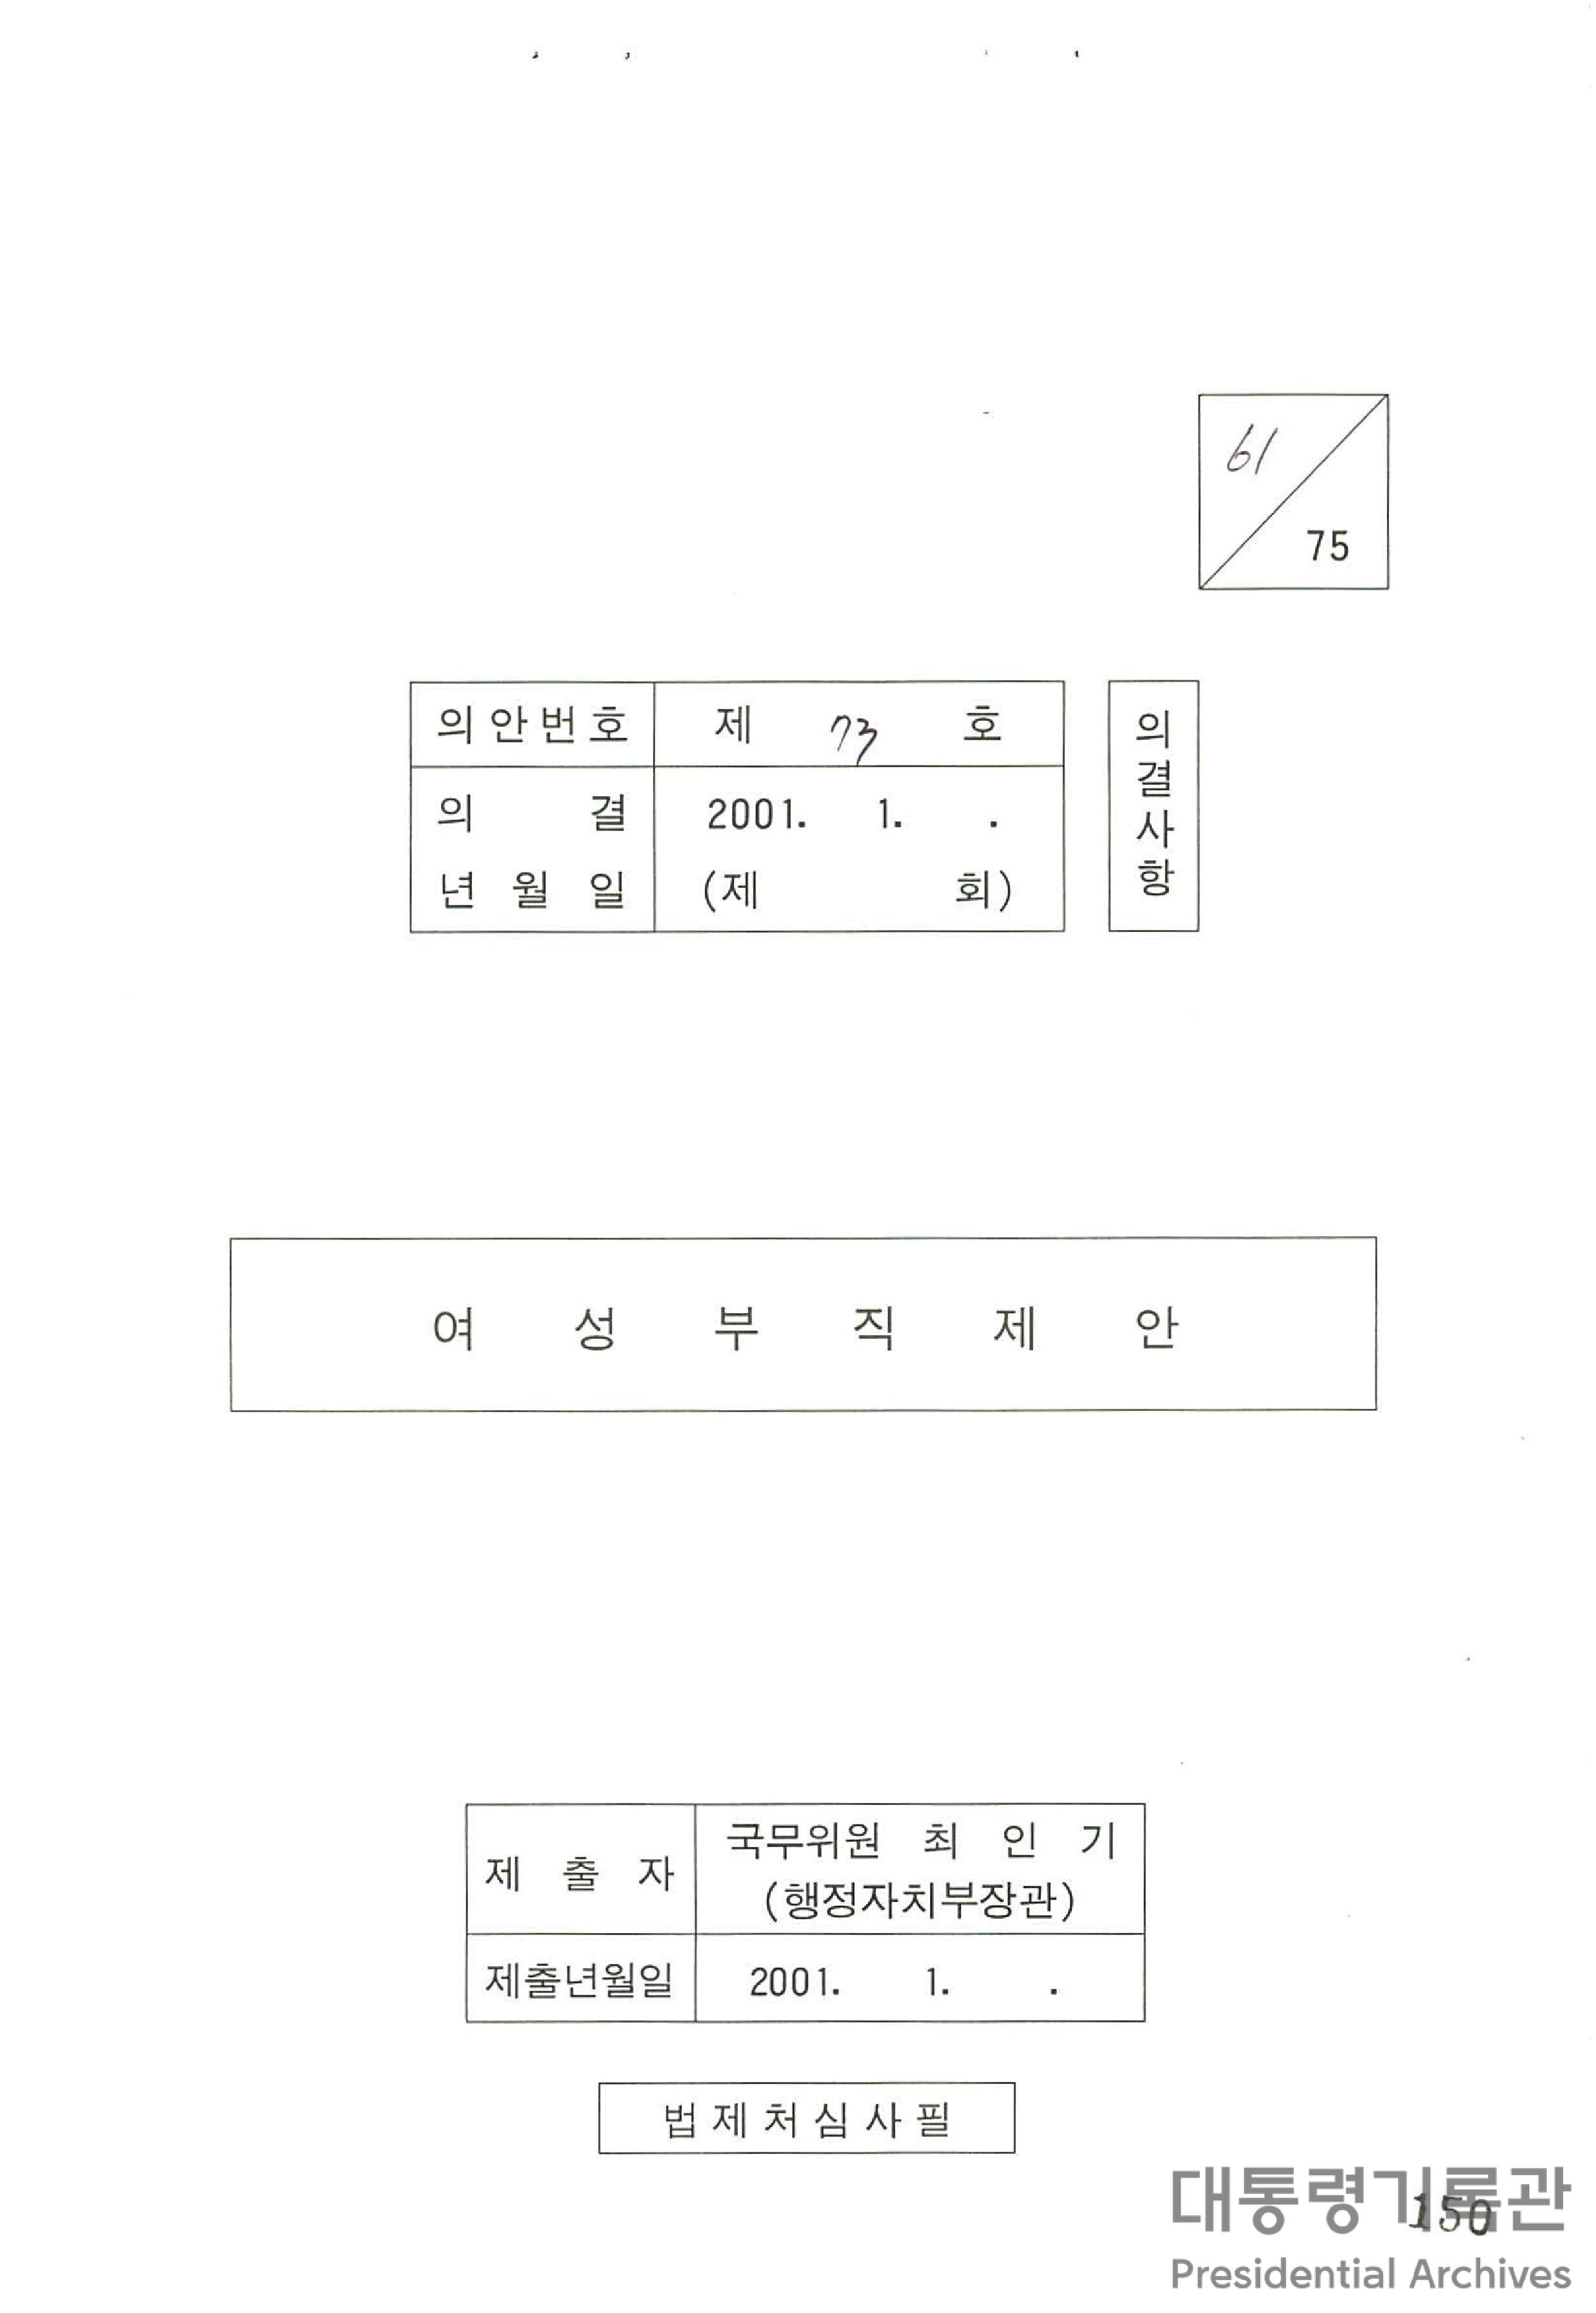 61
75
의안번호 제 73 호
의 결 2001. 1. .
년 월 일 (제 회)
의결사항
여 성 부 직 제 안
제 출 자 국무위원 최 인 기
(행정자치부장관)
제출년월일 2001. 1. .
법제처심사필
대통령기록관
150
Presidential Archives